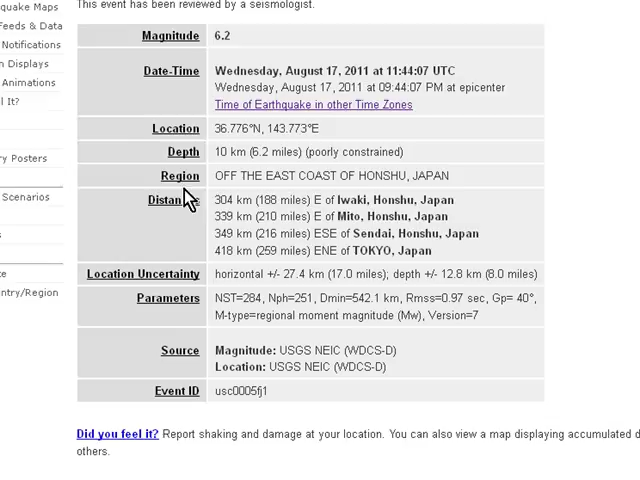 This event has been reviewed by a seismologist.
quake Maps
Feeds & Data
Notifications
n Displays
Animations
l It?
ry Posters
Scenarios
s
te
ntry/Region
Magnitude 6.2
Date-Time Wednesday, August 17, 2011 at 11:44:07 UTC
Wednesday, August 17, 2011 at 09:44:07 PM at epicenter
Time of Earthquake in other Time Zones
Location 36.776°N, 143.773°E
Depth 10 km (6.2 miles) (poorly constrained)
Region OFF THE EAST COAST OF HONSHU, JAPAN
Distances 304 km (188 miles) E of Iwaki, Honshu, Japan
339 km (210 miles) E of Mito, Honshu, Japan
349 km (216 miles) ESE of Sendai, Honshu, Japan
418 km (259 miles) ENE of TOKYO, Japan
Location Uncertainty horizontal +/- 27.4 km (17.0 miles); depth +/- 12.8 km (8.0 miles)
Parameters NST=284, Nph=251, Dmin=542.1 km, Rmss=0.97 sec, Gp= 40°,
M-type=regional moment magnitude (Mw), Version=7
Source Magnitude: USGS NEIC (WDCS-D)
Location: USGS NEIC (WDCS-D)
Event ID usc0005fj1
Did you feel it? Report shaking and damage at your location. You can also view a map displaying accumulated d
others.